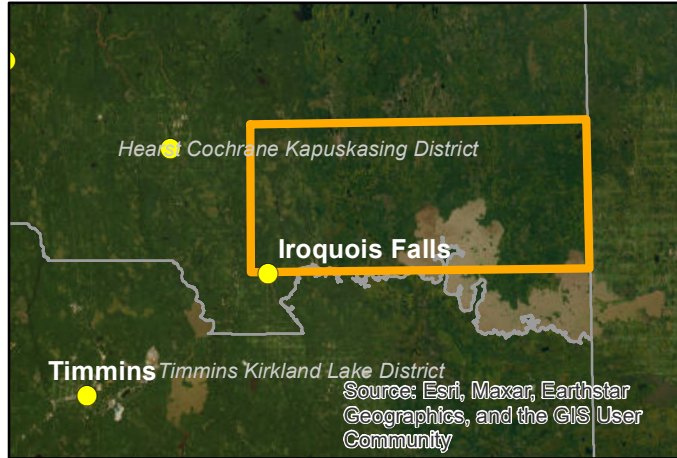 Hearst Cochrane Kapuskasing District
Iroquois Falls
Timmins
Timmins Kirkland Lake District
Source: Esri, Maxar, Earthstar
Geographics, and the GIS User
Community